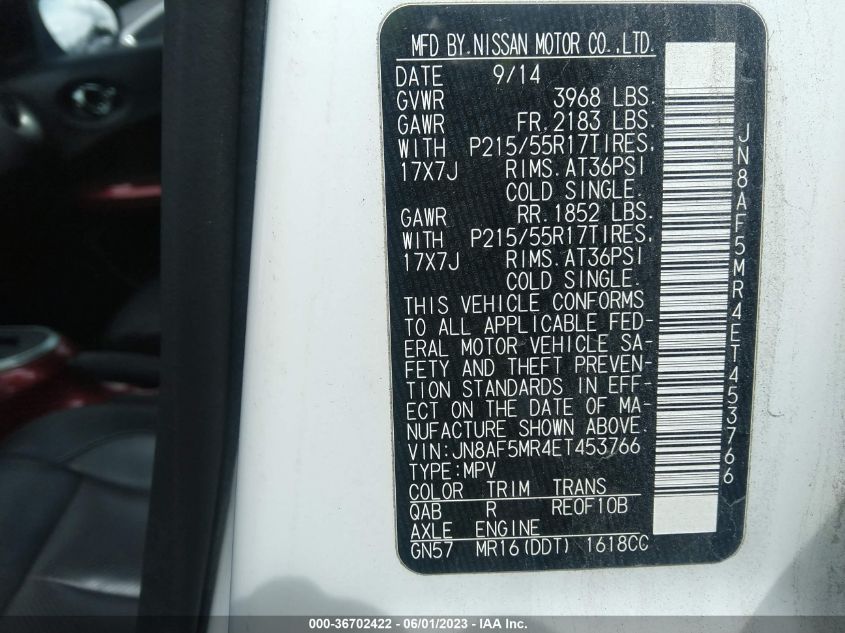 MFD BY.NISSAN MOTOR CO.,LTD.
DATE 9/14
GVWR 3968 LBS.
GAWR FR.2183 LBS.
WITH P215/55R17TIRES,
17X7J RIMS.AT36PSI
COLD SINGLE.
GAWR RR.1852 LBS.
WITH P215/55R17TIRES,
17X7J RIMS.AT36PSI
COLD SINGLE.
THIS VEHICLE CONFORMS
TO ALL APPLICABLE FED-
ERAL MOTOR VEHICLE SA-
FETY AND THEFT PREVEN-
TION STANDARDS IN EFF-
ECT ON THE DATE OF MA-
NUFACTURE SHOWN ABOVE.
VIN:JN8AF5MR4ET453766
TYPE:MPV
COLOR TRIM TRANS
QAB R RE0F10B
AXLE ENGINE
GN57 MR16(DDT) 1618CC
JN8AF5MR4ET453766
000-36702422 - 06/01/2023 - IAA, Inc.